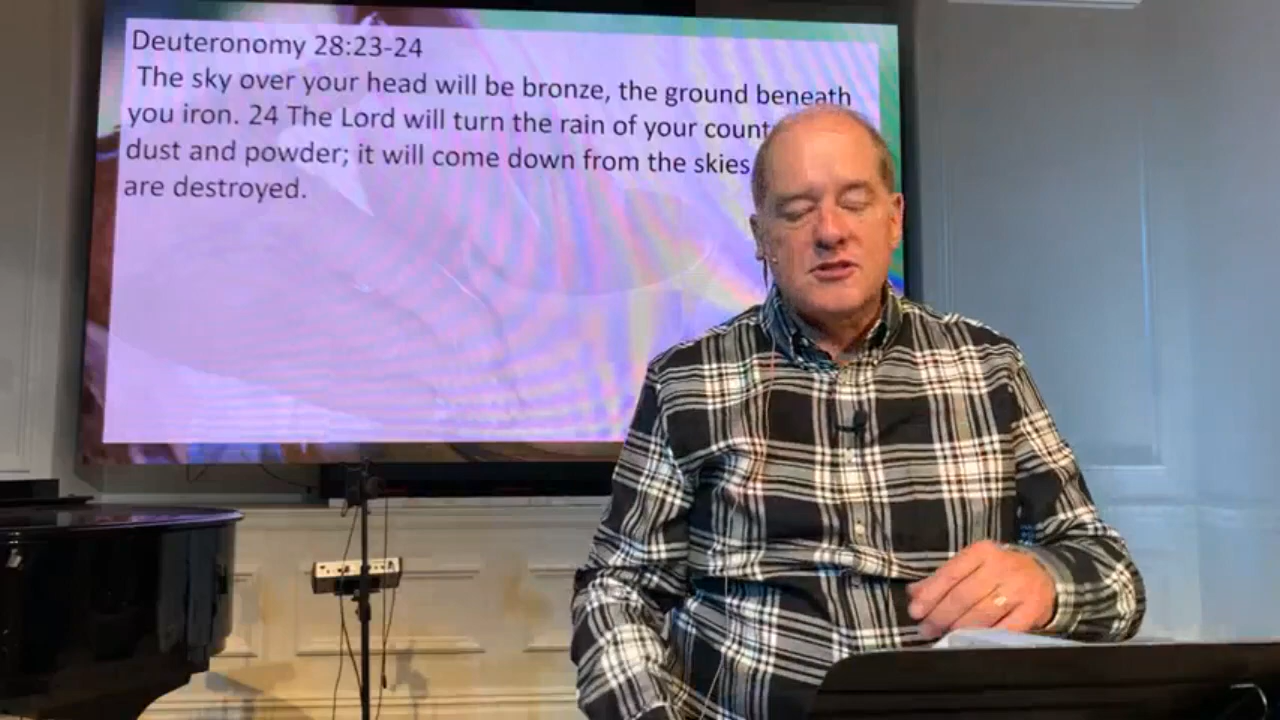 Deuteronomy 28:23-24
The sky over your head will be bronze, the ground beneath
you iron. 24 The Lord will turn the rain of your
dust and powder; it will come down from the skies
are destroyed.